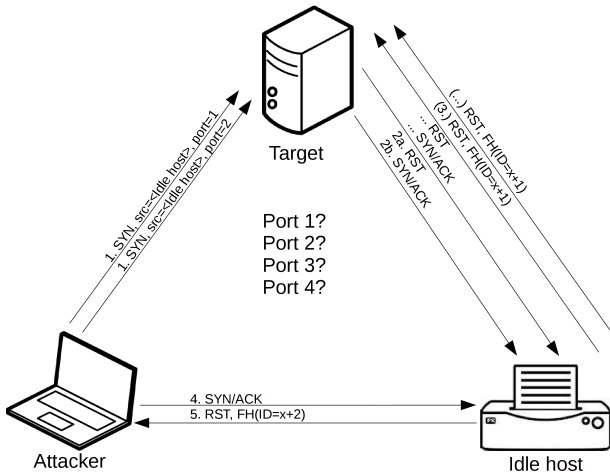 Target
1. SYN, src=<Idle host>, port=1
1. SYN, src=<Idle host>, port=2
(...) RST, FH(ID=x+1)
(3.) RST, FH(ID=x+1)
... RST
... SYN/ACK
2a. RST
2b. SYN/ACK
Port 1?
Port 2?
Port 3?
Port 4?
4. SYN/ACK
5. RST, FH(ID=x+2)
Attacker
Idle host